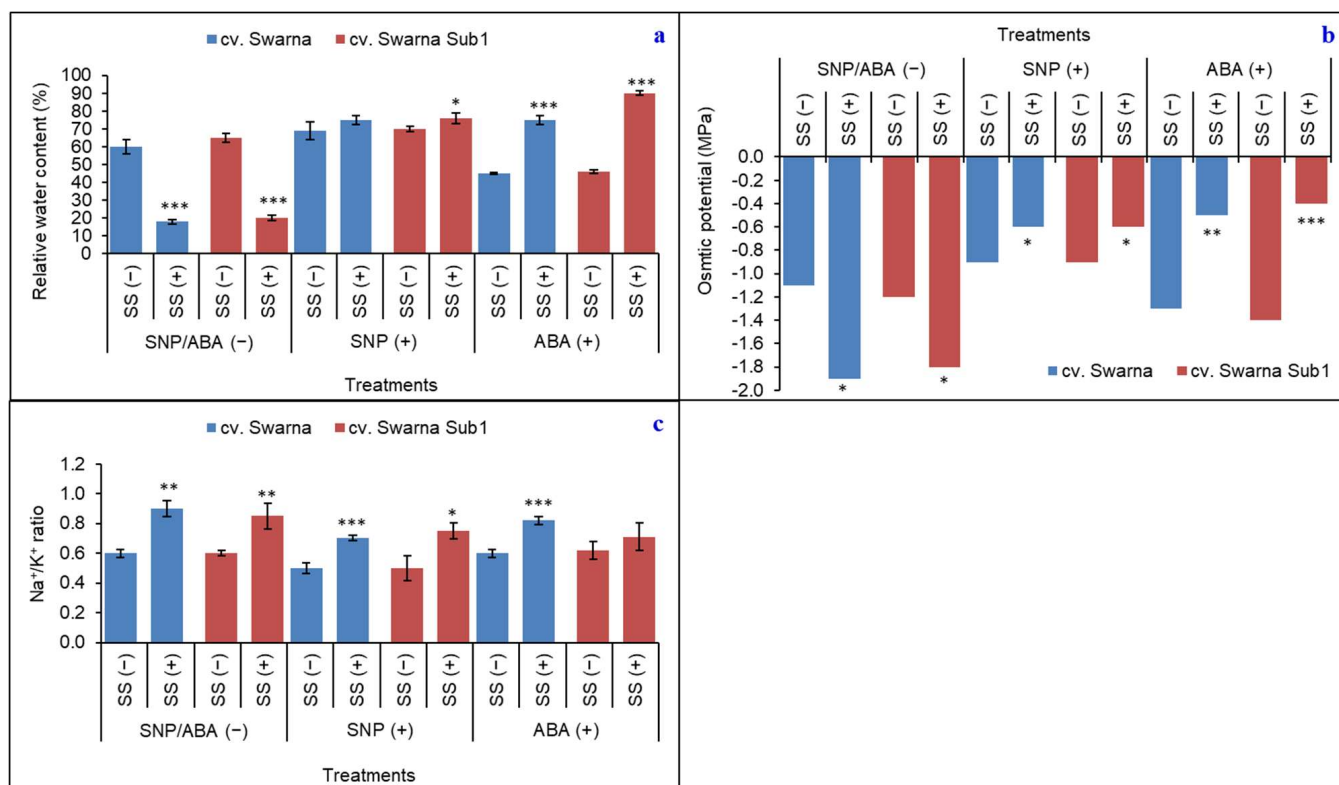 cv. Swarna cv. Swarna Sub1 a
Relative water content (%)
100
90
80
70
60
50
40
30
20
10
0
*** *** * *** ***
SS (-) SS (+) SS (-) SS (+) SS (-) SS (+) SS (-) SS (+) SS (-) SS (+) SS (-) SS (+)
SNP/ABA (−) SNP (+) ABA (+)
Treatments
b
Treatments
SNP/ABA (−) SNP (+) ABA (+)
SS (-) SS (+) SS (-) SS (+) SS (-) SS (+) SS (-) SS (+) SS (-) SS (+) SS (-) SS (+)
Osmtic potential (MPa)
0.0
-0.2
-0.4
-0.6
-0.8
-1.0
-1.2
-1.4
-1.6
-1.8
-2.0
* * * * ** ***
cv. Swarna cv. Swarna Sub1
cv. Swarna cv. Swarna Sub1 c
Na⁺/K⁺ ratio
1.2
1.0
0.8
0.6
0.4
0.2
0.0
** ** *** * ***
SS (-) SS (+) SS (-) SS (+) SS (-) SS (+) SS (-) SS (+) SS (-) SS (+) SS (-) SS (+)
SNP/ABA (−) SNP (+) ABA (+)
Treatments